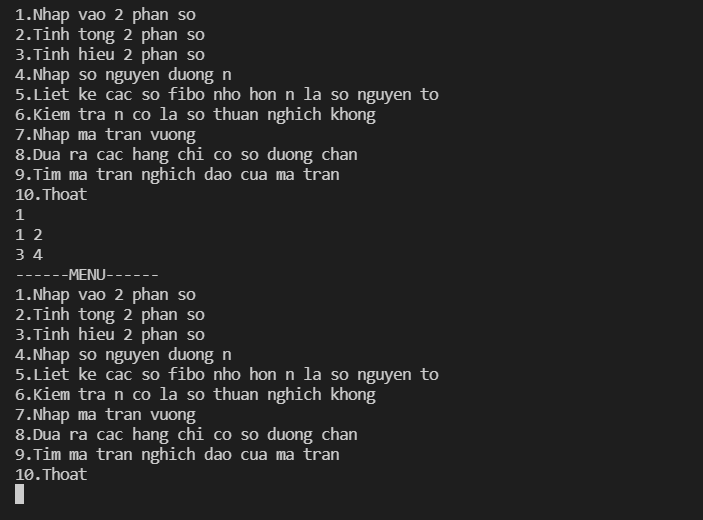 1.Nhap vao 2 phan so
2.Tinh tong 2 phan so
3.Tinh hieu 2 phan so
4.Nhap so nguyen duong n
5.Liet ke cac so fibo nho hon n la so nguyen to
6.Kiem tra n co la so thuan nghich khong
7.Nhap ma tran vuong
8.Dua ra cac hang chi co so duong chan
9.Tim ma tran nghich dao cua ma tran
10.Thoat
1
1 2
3 4
------MENU------
1.Nhap vao 2 phan so
2.Tinh tong 2 phan so
3.Tinh hieu 2 phan so
4.Nhap so nguyen duong n
5.Liet ke cac so fibo nho hon n la so nguyen to
6.Kiem tra n co la so thuan nghich khong
7.Nhap ma tran vuong
8.Dua ra cac hang chi co so duong chan
9.Tim ma tran nghich dao cua ma tran
10.Thoat